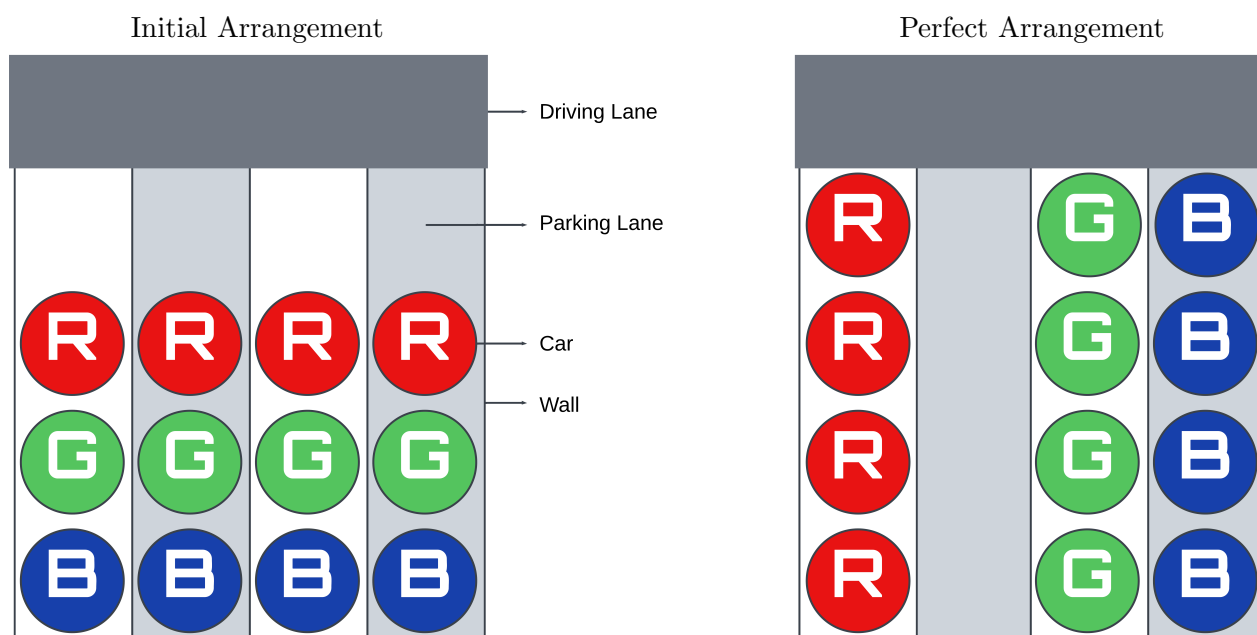 Initial Arrangement
Perfect Arrangement
Driving Lane
R G B
Parking Lane
R R R R
Car
R G B
Wall
G G G G
R G B
B B B B
R G B